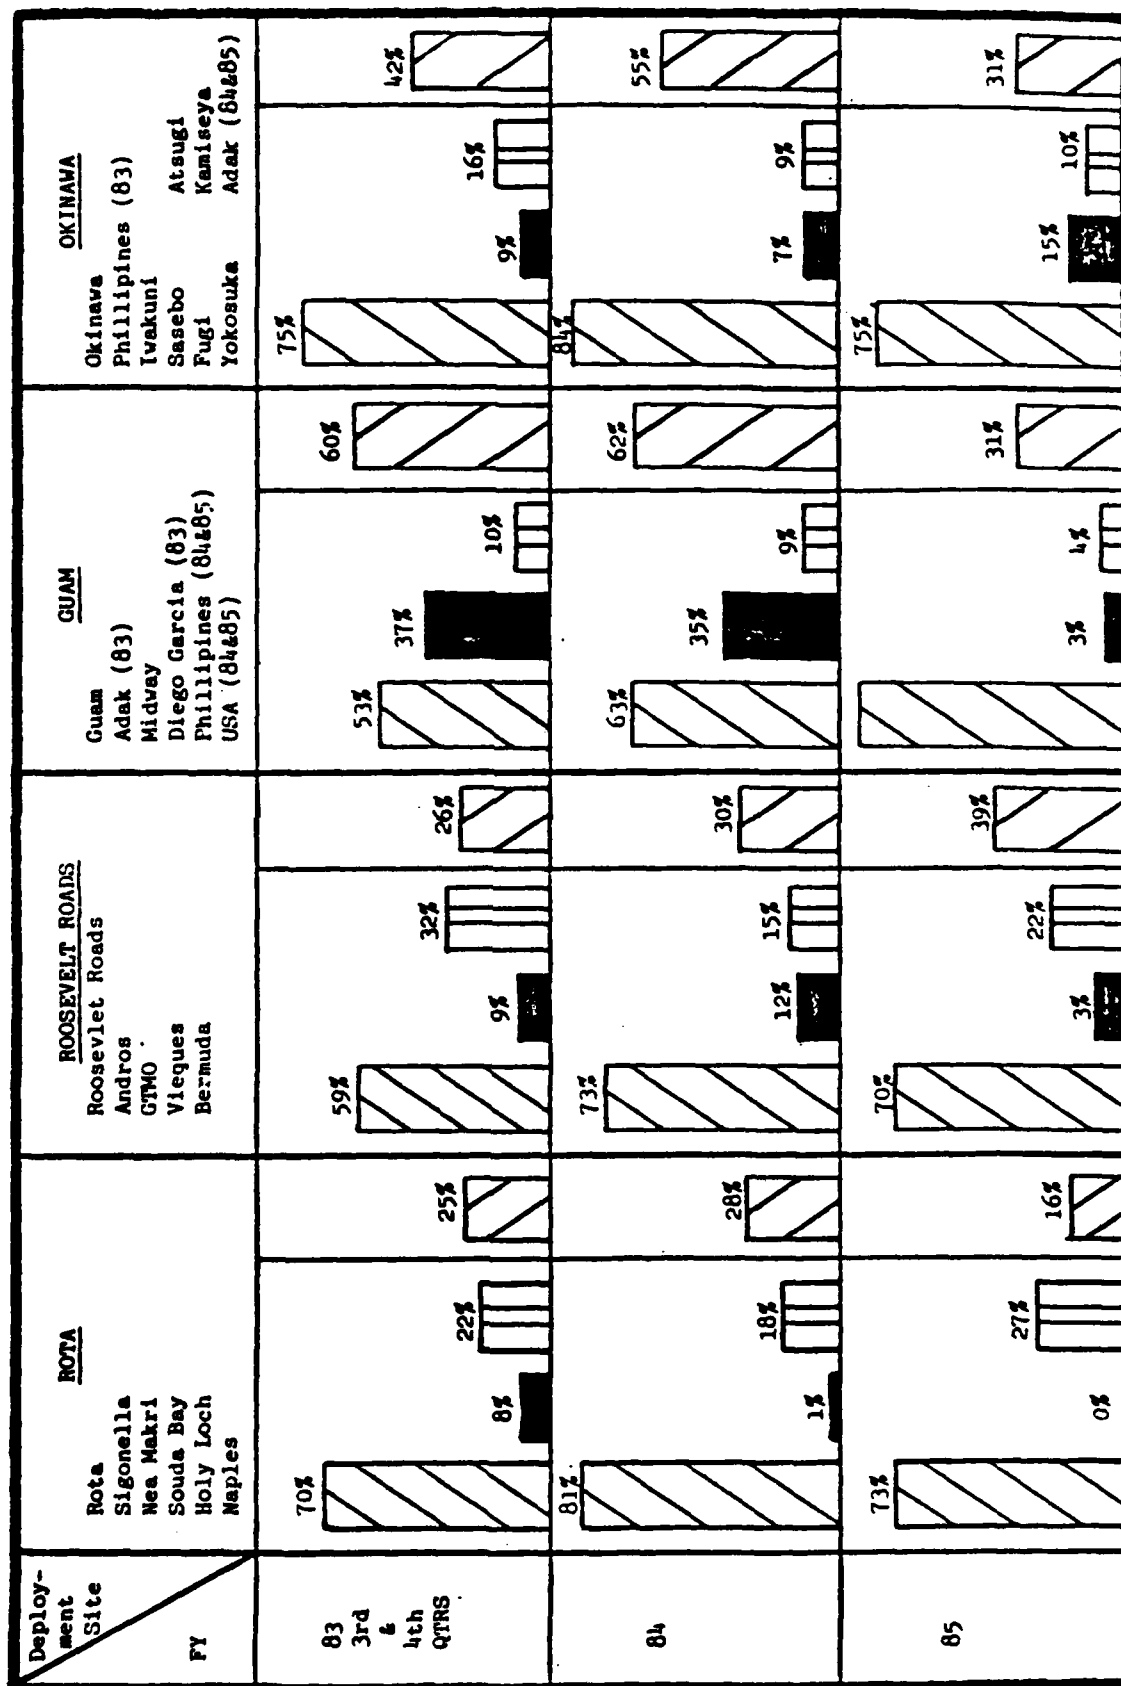 Deploy-
ment
Site
FY
ROTA
Rota
Sigonella
Nea Makri
Souda Bay
Holy Loch
Naples
ROOSEVELT ROADS
Roosevlet Roads
Andros
GTMO
Vieques
Bermuda
GUAM
Guam
Adak (83)
Midway
Diego Garcia (83)
Phillipines (84&85)
USA (84&85)
OKINAWA
Okinawa
Phillipines (83)
Iwakuni
Sasebo Atsugi
Fugi Kamiseya
Yokosuka Adak (84&85)
83
3rd
&
4th
QTRS
70% 8% 22% 25%
59% 9% 32% 26%
53% 37% 10% 60%
75% 9% 16% 42%
84
81% 1% 18% 28%
73% 12% 15% 30%
63% 35% 9% 62%
84% 7% 9% 55%
85
73% 0% 27% 16%
70% 3% 22% 39%
3% 4% 31%
75% 15% 10% 31%